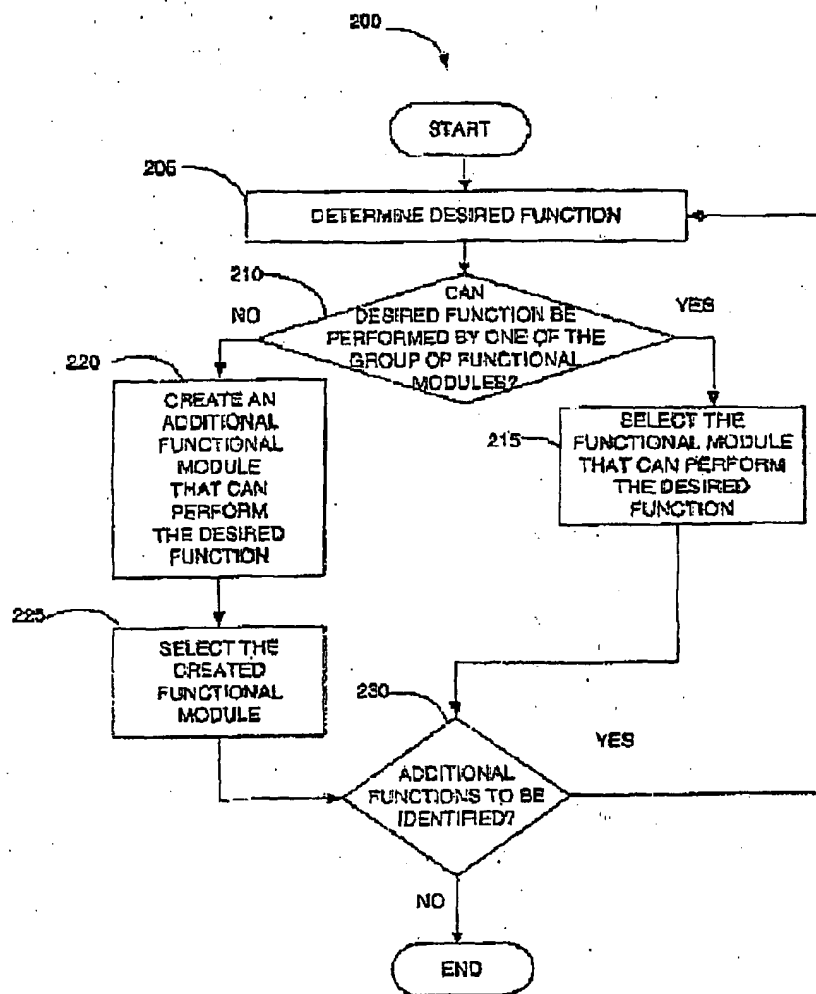 200
START
205
DETERMINE DESIRED FUNCTION
210
CAN
DESIRED FUNCTION BE
PERFORMED BY ONE OF THE
GROUP OF FUNCTIONAL
MODULES?
NO
YES
220
CREATE AN
ADDITIONAL
FUNCTIONAL
MODULE
THAT CAN
PERFORM
THE DESIRED
FUNCTION
215
SELECT THE
FUNCTIONAL MODULE
THAT CAN PERFORM
THE DESIRED
FUNCTION
225
SELECT THE
CREATED
FUNCTIONAL
MODULE
230
YES
ADDITIONAL
FUNCTIONS TO BE
IDENTIFIED?
NO
END